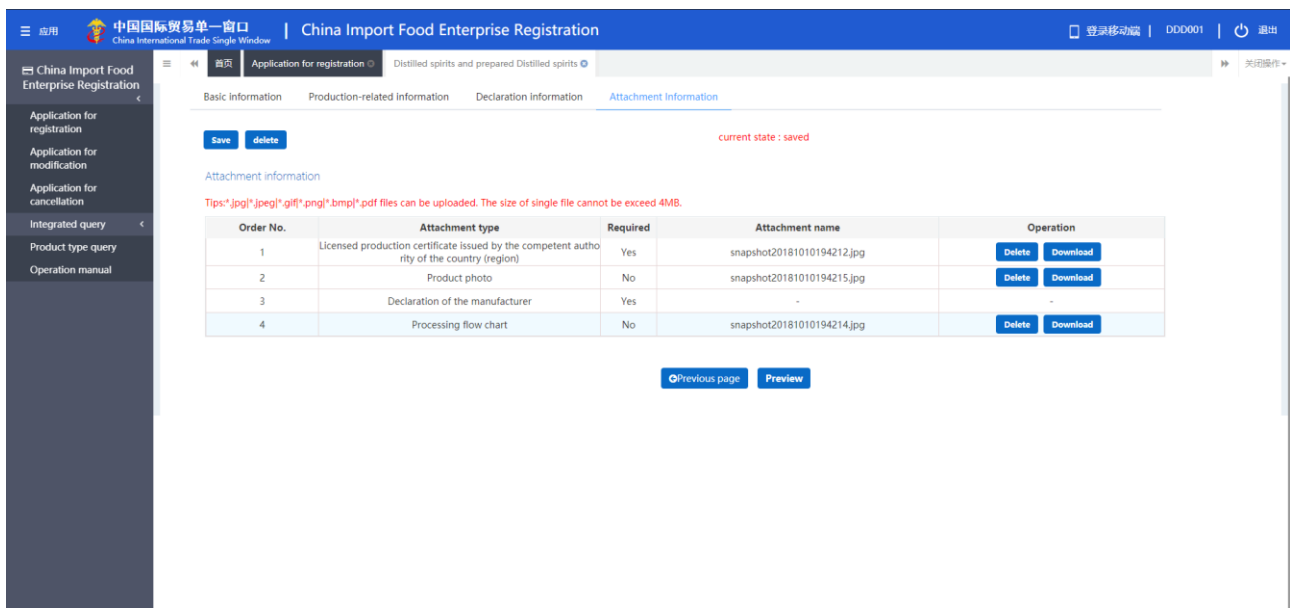 应用
中国国际贸易单一窗口
China International Trade Single Window
China Import Food Enterprise Registration
登录移动端
DDD001
退出
China Import Food
Enterprise Registration
Application for
registration
Application for
modification
Application for
cancellation
Integrated query
Product type query
Operation manual
首页
Application for registration
Distilled spirits and prepared Distilled spirits
关闭操作
Basic information Production-related information Declaration information Attachment Information
Save delete
current state : saved
Attachment information
Tips:*.jpg|*.jpeg|*.gif|*.png|*.bmp|*.pdf files can be uploaded. The size of single file cannot be exceed 4MB.
Order No. Attachment type Required Attachment name Operation
1 Licensed production certificate issued by the competent autho
rity of the country (region) Yes snapshot20181010194212.jpg Delete Download
2 Product photo No snapshot20181010194215.jpg Delete Download
3 Declaration of the manufacturer Yes - -
4 Processing flow chart No snapshot20181010194214.jpg Delete Download
Previous page Preview